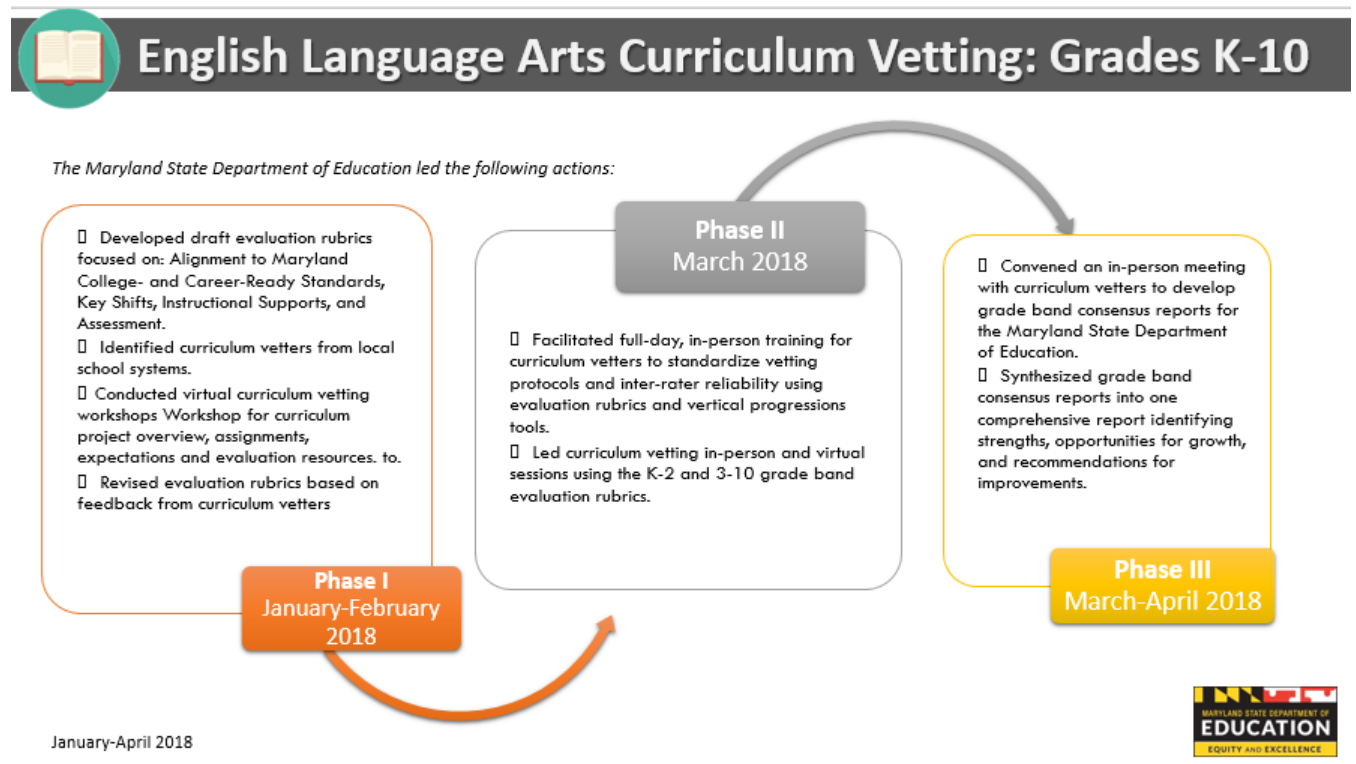 English Language Arts Curriculum Vetting: Grades K-10
The Maryland State Department of Education led the following actions:
▯ Developed draft evaluation rubrics
focused on: Alignment to Maryland
College- and Career-Ready Standards,
Key Shifts, Instructional Supports, and
Assessment.
▯ Identified curriculum vetters from local
school systems.
▯ Conducted virtual curriculum vetting
workshops Workshop for curriculum
project overview, assignments,
expectations and evaluation resources. to.
▯ Revised evaluation rubrics based on
feedback from curriculum vetters
Phase I
January-February
2018
Phase II
March 2018
▯ Facilitated full-day, in-person training for
curriculum vetters to standardize vetting
protocols and inter-rater reliability using
evaluation rubrics and vertical progressions
tools.
▯ Led curriculum vetting in-person and virtual
sessions using the K-2 and 3-10 grade band
evaluation rubrics.
▯ Convened an in-person meeting
with curriculum vetters to develop
grade band consensus reports for
the Maryland State Department
of Education.
▯ Synthesized grade band
consensus reports into one
comprehensive report identifying
strengths, opportunities for growth,
and recommendations for
improvements.
Phase III
March-April 2018
January-April 2018
MARYLAND STATE DEPARTMENT OF
EDUCATION
EQUITY AND EXCELLENCE